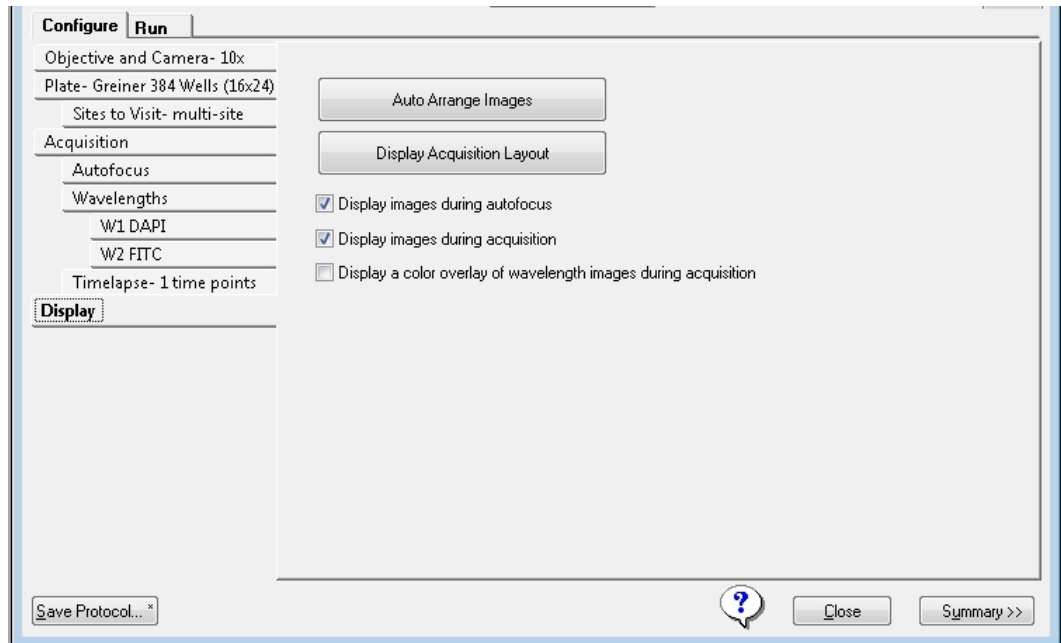 Configure Run
Objective and Camera- 10x
Plate- Greiner 384 Wells (16x24)
Sites to Visit- multi-site
Acquisition
Autofocus
Wavelengths
W1 DAPI
W2 FITC
Timelapse- 1 time points
Display
Auto Arrange Images
Display Acquisition Layout
Display images during autofocus
Display images during acquisition
Display a color overlay of wavelength images during acquisition
Save Protocol... *
?
Close
Summary >>